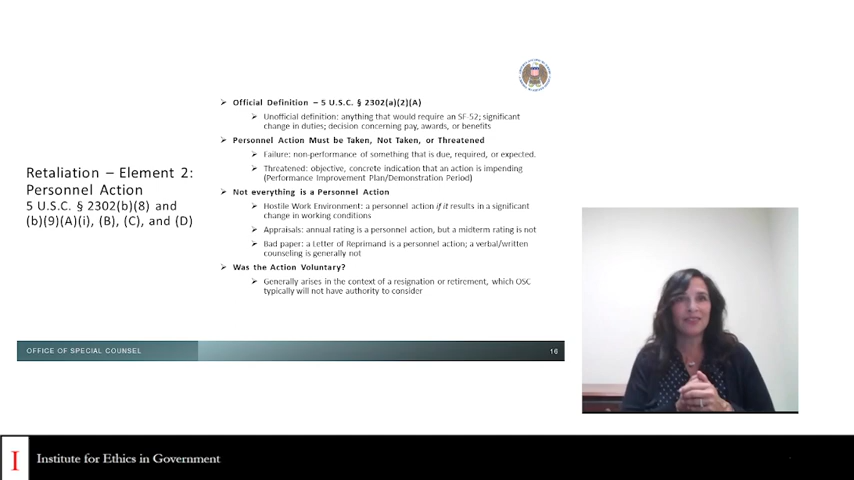 Retaliation – Element 2:
Personnel Action
5 U.S.C. § 2302(b)(8) and
(b)(9)(A)(i), (B), (C), and (D)
Official Definition – 5 U.S.C. § 2302(a)(2)(A)
Unofficial definition: anything that would require an SF-52; significant
change in duties; decision concerning pay, awards, or benefits
Personnel Action Must be Taken, Not Taken, or Threatened
Failure: non-performance of something that is due, required, or expected.
Threatened: objective, concrete indication that an action is impending
(Performance Improvement Plan/Demonstration Period)
Not everything is a Personnel Action
Hostile Work Environment: a personnel action if it results in a significant
change in working conditions
Appraisals: annual rating is a personnel action, but a midterm rating is not
Bad paper: a Letter of Reprimand is a personnel action; a verbal/written
counseling is generally not
Was the Action Voluntary?
Generally arises in the context of a resignation or retirement, which OSC
typically will not have authority to consider
OFFICE OF SPECIAL COUNSEL
16
I
Institute for Ethics in Government